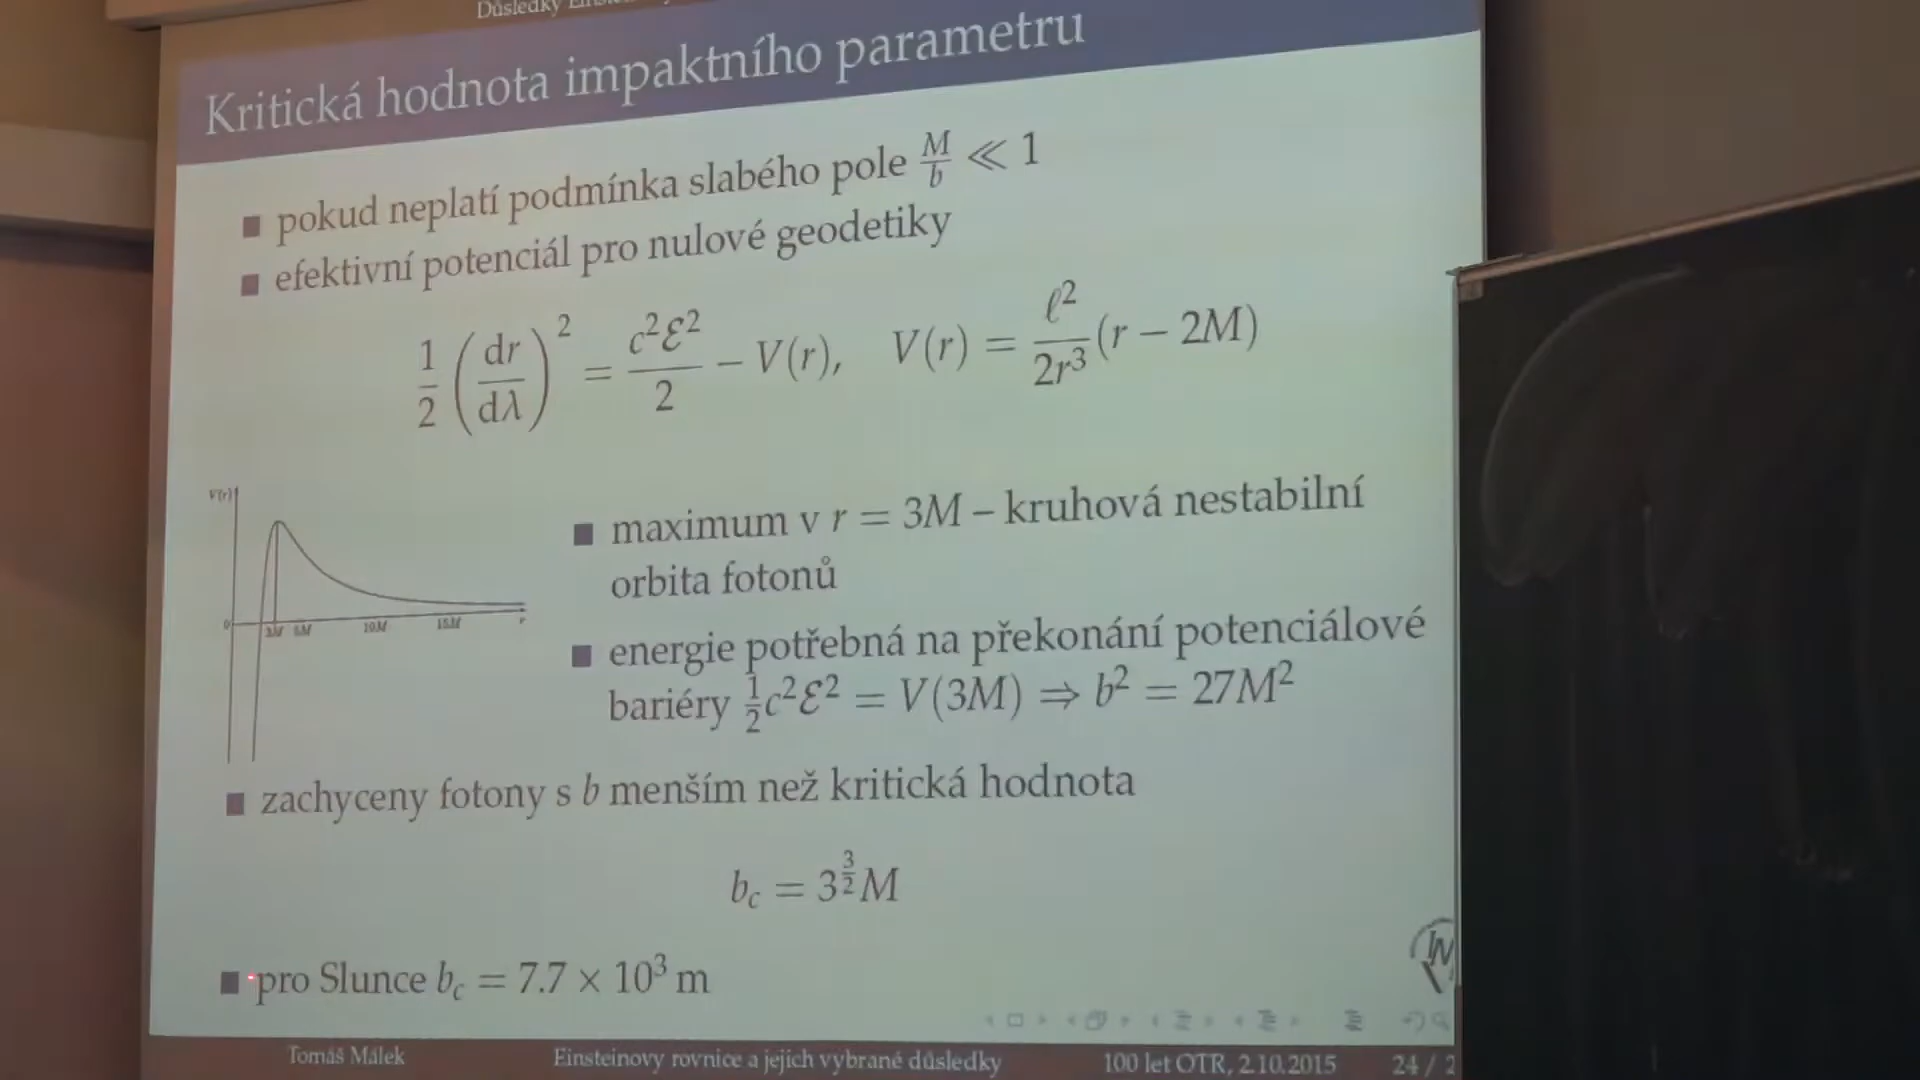 Důsledky
Kritická hodnota impaktního parametru
■ pokud neplatí podmínka slabého pole M/b ≪ 1
■ efektivní potenciál pro nulové geodetiky
1/2 (dr/dλ)² = c²ℰ²/2 − V(r), V(r) = ℓ²/2r³ (r − 2M)
V(r)
0 3M 5M 10M 15M r
■ maximum v r = 3M – kruhová nestabilní
orbita fotonů
■ energie potřebná na překonání potenciálové
bariéry ½c²ℰ² = V(3M) ⇒ b² = 27M²
■ zachyceny fotony s b menším než kritická hodnota
b_c = 3^{3/2} M
■ pro Slunce b_c = 7.7 × 10³ m
Tomáš Málek Einsteinovy rovnice a jejich vybrané důsledky 100 let OTR, 2.10.2015 24 / 2